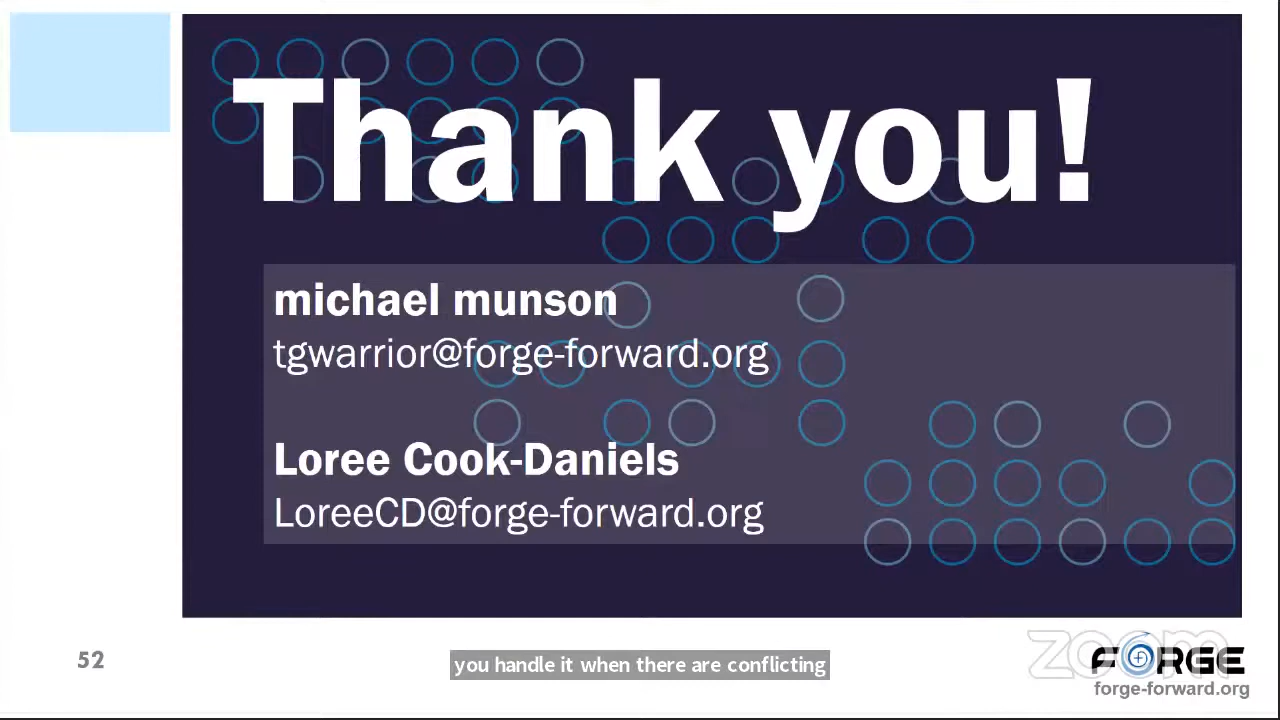 Thank you!
michael munson
tgwarrior@forge-forward.org
Loree Cook-Daniels
LoreeCD@forge-forward.org
52
you handle it when there are conflicting
zoom
FORGE
forge-forward.org